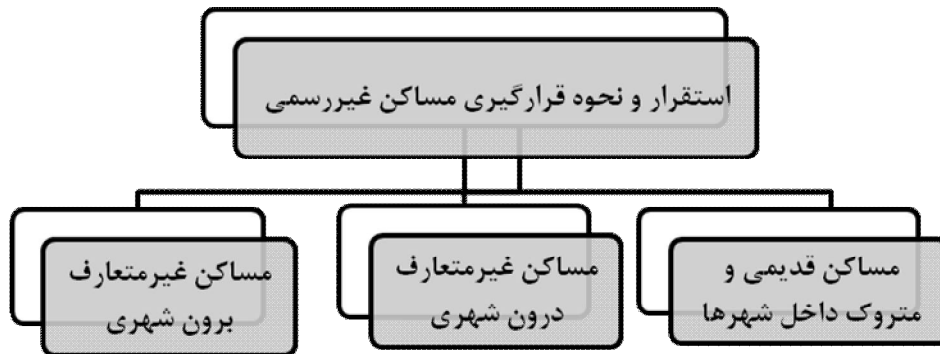 استقرار و نحوه قرارگیری مساکن غیررسمی
مساکن قدیمی و
متروک داخل شهرها
مساکن غیرمتعارف
درون شهری
مساکن غیرمتعارف
برون شهری